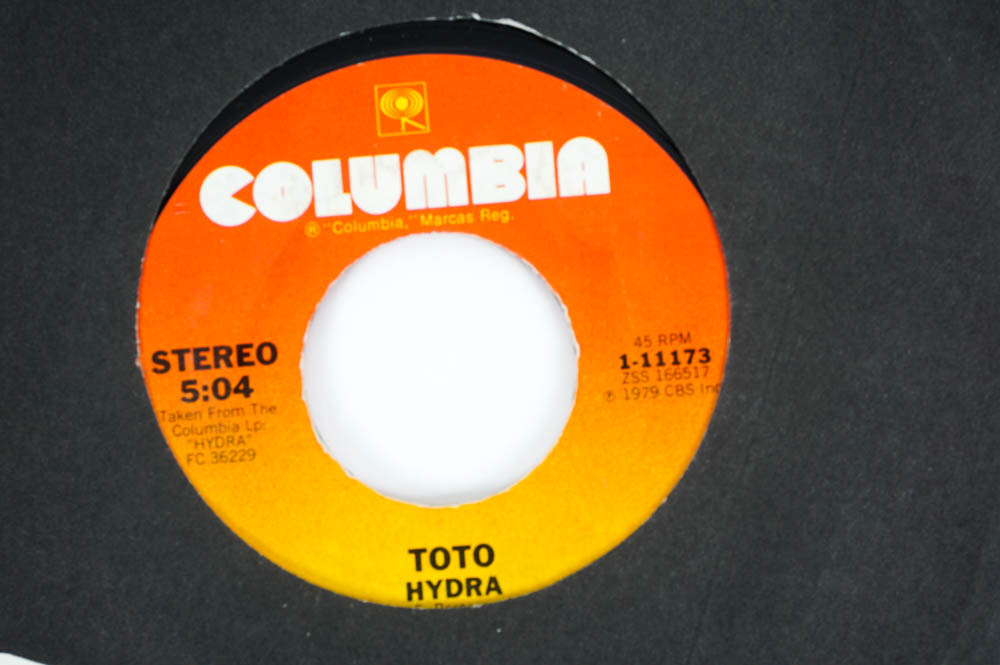 COLUMBIA
® "Columbia," Marcas Reg.
STEREO
5:04
Taken From The
Columbia Lp:
"HYDRA"
FC 36229
45 RPM
1-11173
ZSS 166517
℗ 1979 CBS Inc
TOTO
HYDRA